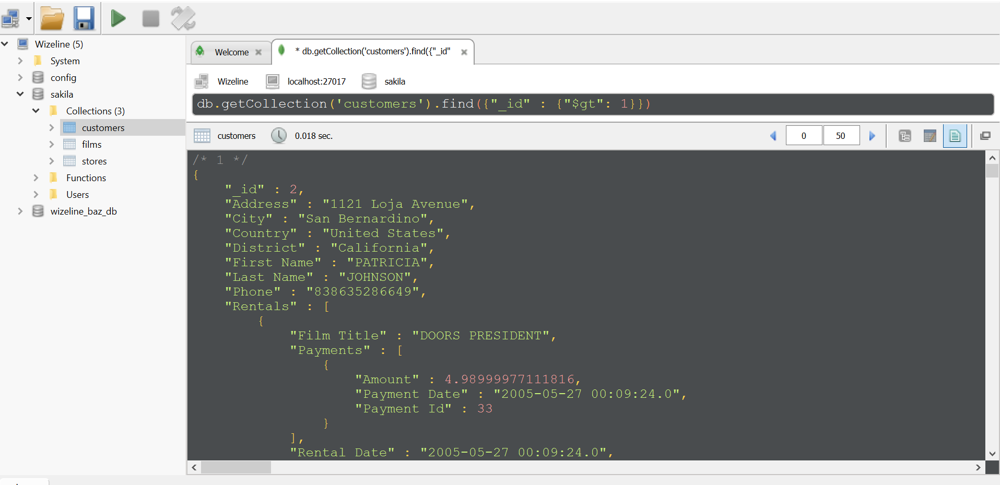 Wizeline (5)
System
config
sakila
Collections (3)
customers
films
stores
Functions
Users
wizeline_baz_db
Welcome
* db.getCollection('customers').find({"_id"
Wizeline localhost:27017 sakila
db.getCollection('customers').find({"_id" : {"$gt": 1}})
customers 0.018 sec. 0 50
/* 1 */
{
    "_id" : 2,
    "Address" : "1121 Loja Avenue",
    "City" : "San Bernardino",
    "Country" : "United States",
    "District" : "California",
    "First Name" : "PATRICIA",
    "Last Name" : "JOHNSON",
    "Phone" : "838635286649",
    "Rentals" : [
        {
            "Film Title" : "DOORS PRESIDENT",
            "Payments" : [
                {
                    "Amount" : 4.98999977111816,
                    "Payment Date" : "2005-05-27 00:09:24.0",
                    "Payment Id" : 33
                }
            ],
            "Rental Date" : "2005-05-27 00:09:24.0",